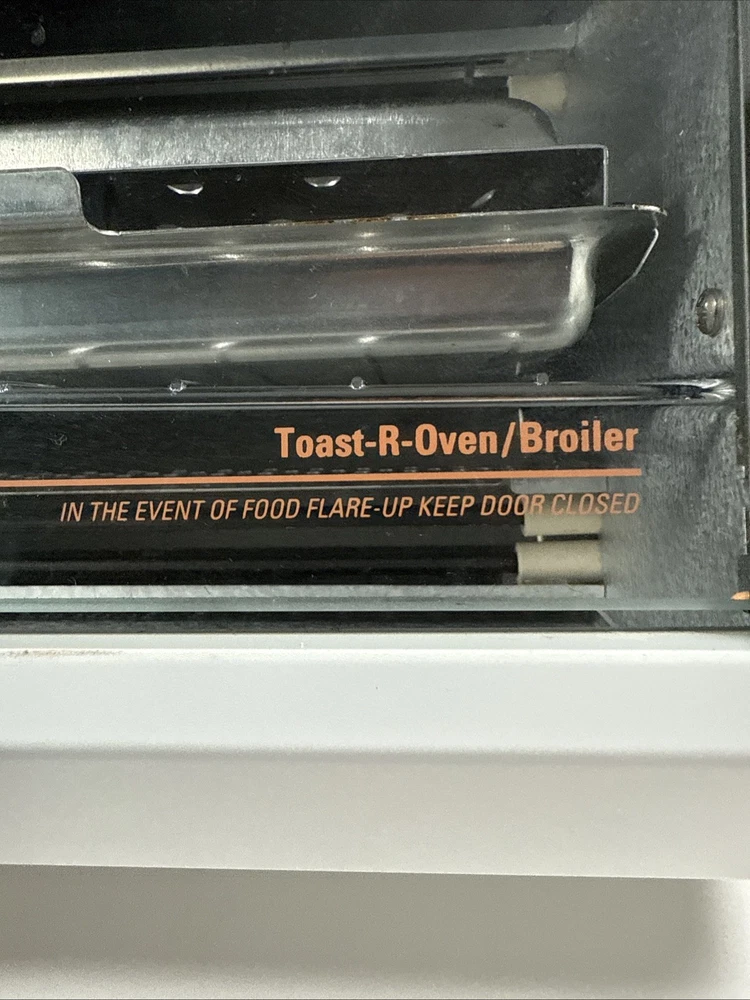 Toast-R-Oven/Broiler
IN THE EVENT OF FOOD FLARE-UP KEEP DOOR CLOSED